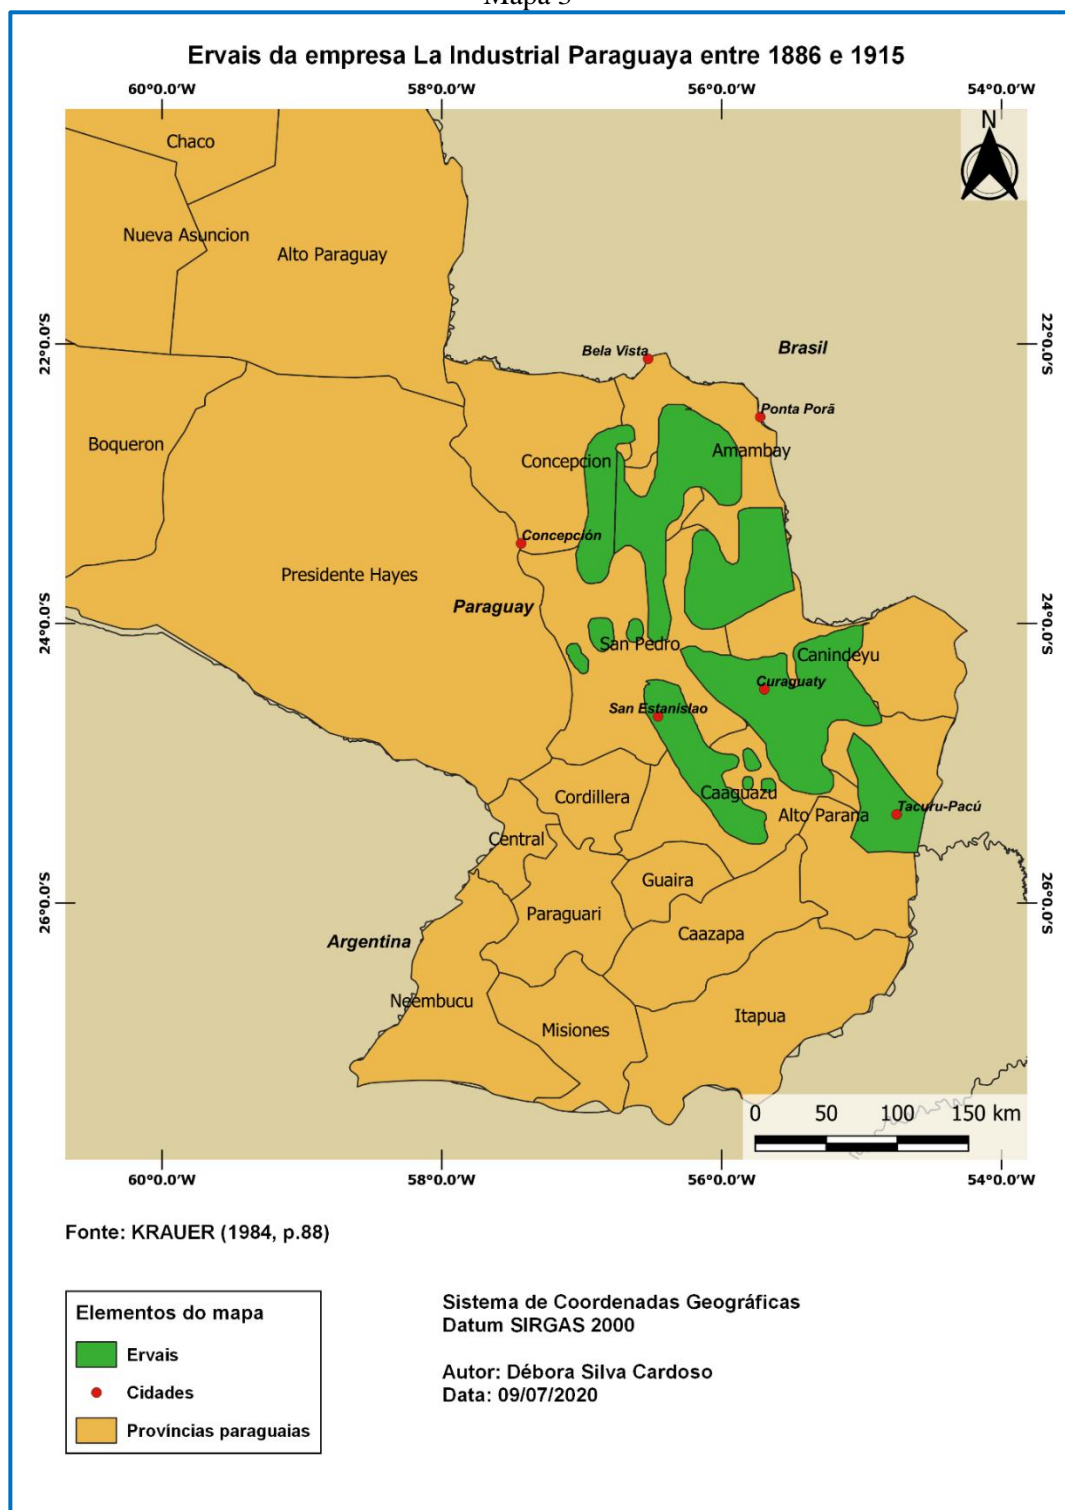 Mapa 3
Ervais da empresa La Industrial Paraguaya entre 1886 e 1915
60°0.0'W 58°0.0'W 56°0.0'W 54°0.0'W
N
Chaco
Nueva Asuncion
Alto Paraguay
22°0.0'S 22°0.0'S
Bela Vista
Brasil
Ponta Porã
Boqueron
Concepcion
Amambay
Concepción
Presidente Hayes
Paraguay
24°0.0'S 24°0.0'S
San Pedro
Canindeyu
Curaguaty
San Estanislao
Cordillera
Caaguazu
Alto Parana
Tacuru-Pacú
Central
Guaira
26°0.0'S 26°0.0'S
Paraguari
Caazapa
Argentina
Neembucu
Misiones
Itapua
0 50 100 150 km
60°0.0'W 58°0.0'W 56°0.0'W 54°0.0'W
Fonte: KRAUER (1984, p.88)
Elementos do mapa
Ervais
Cidades
Províncias paraguaias
Sistema de Coordenadas Geográficas
Datum SIRGAS 2000
Autor: Débora Silva Cardoso
Data: 09/07/2020